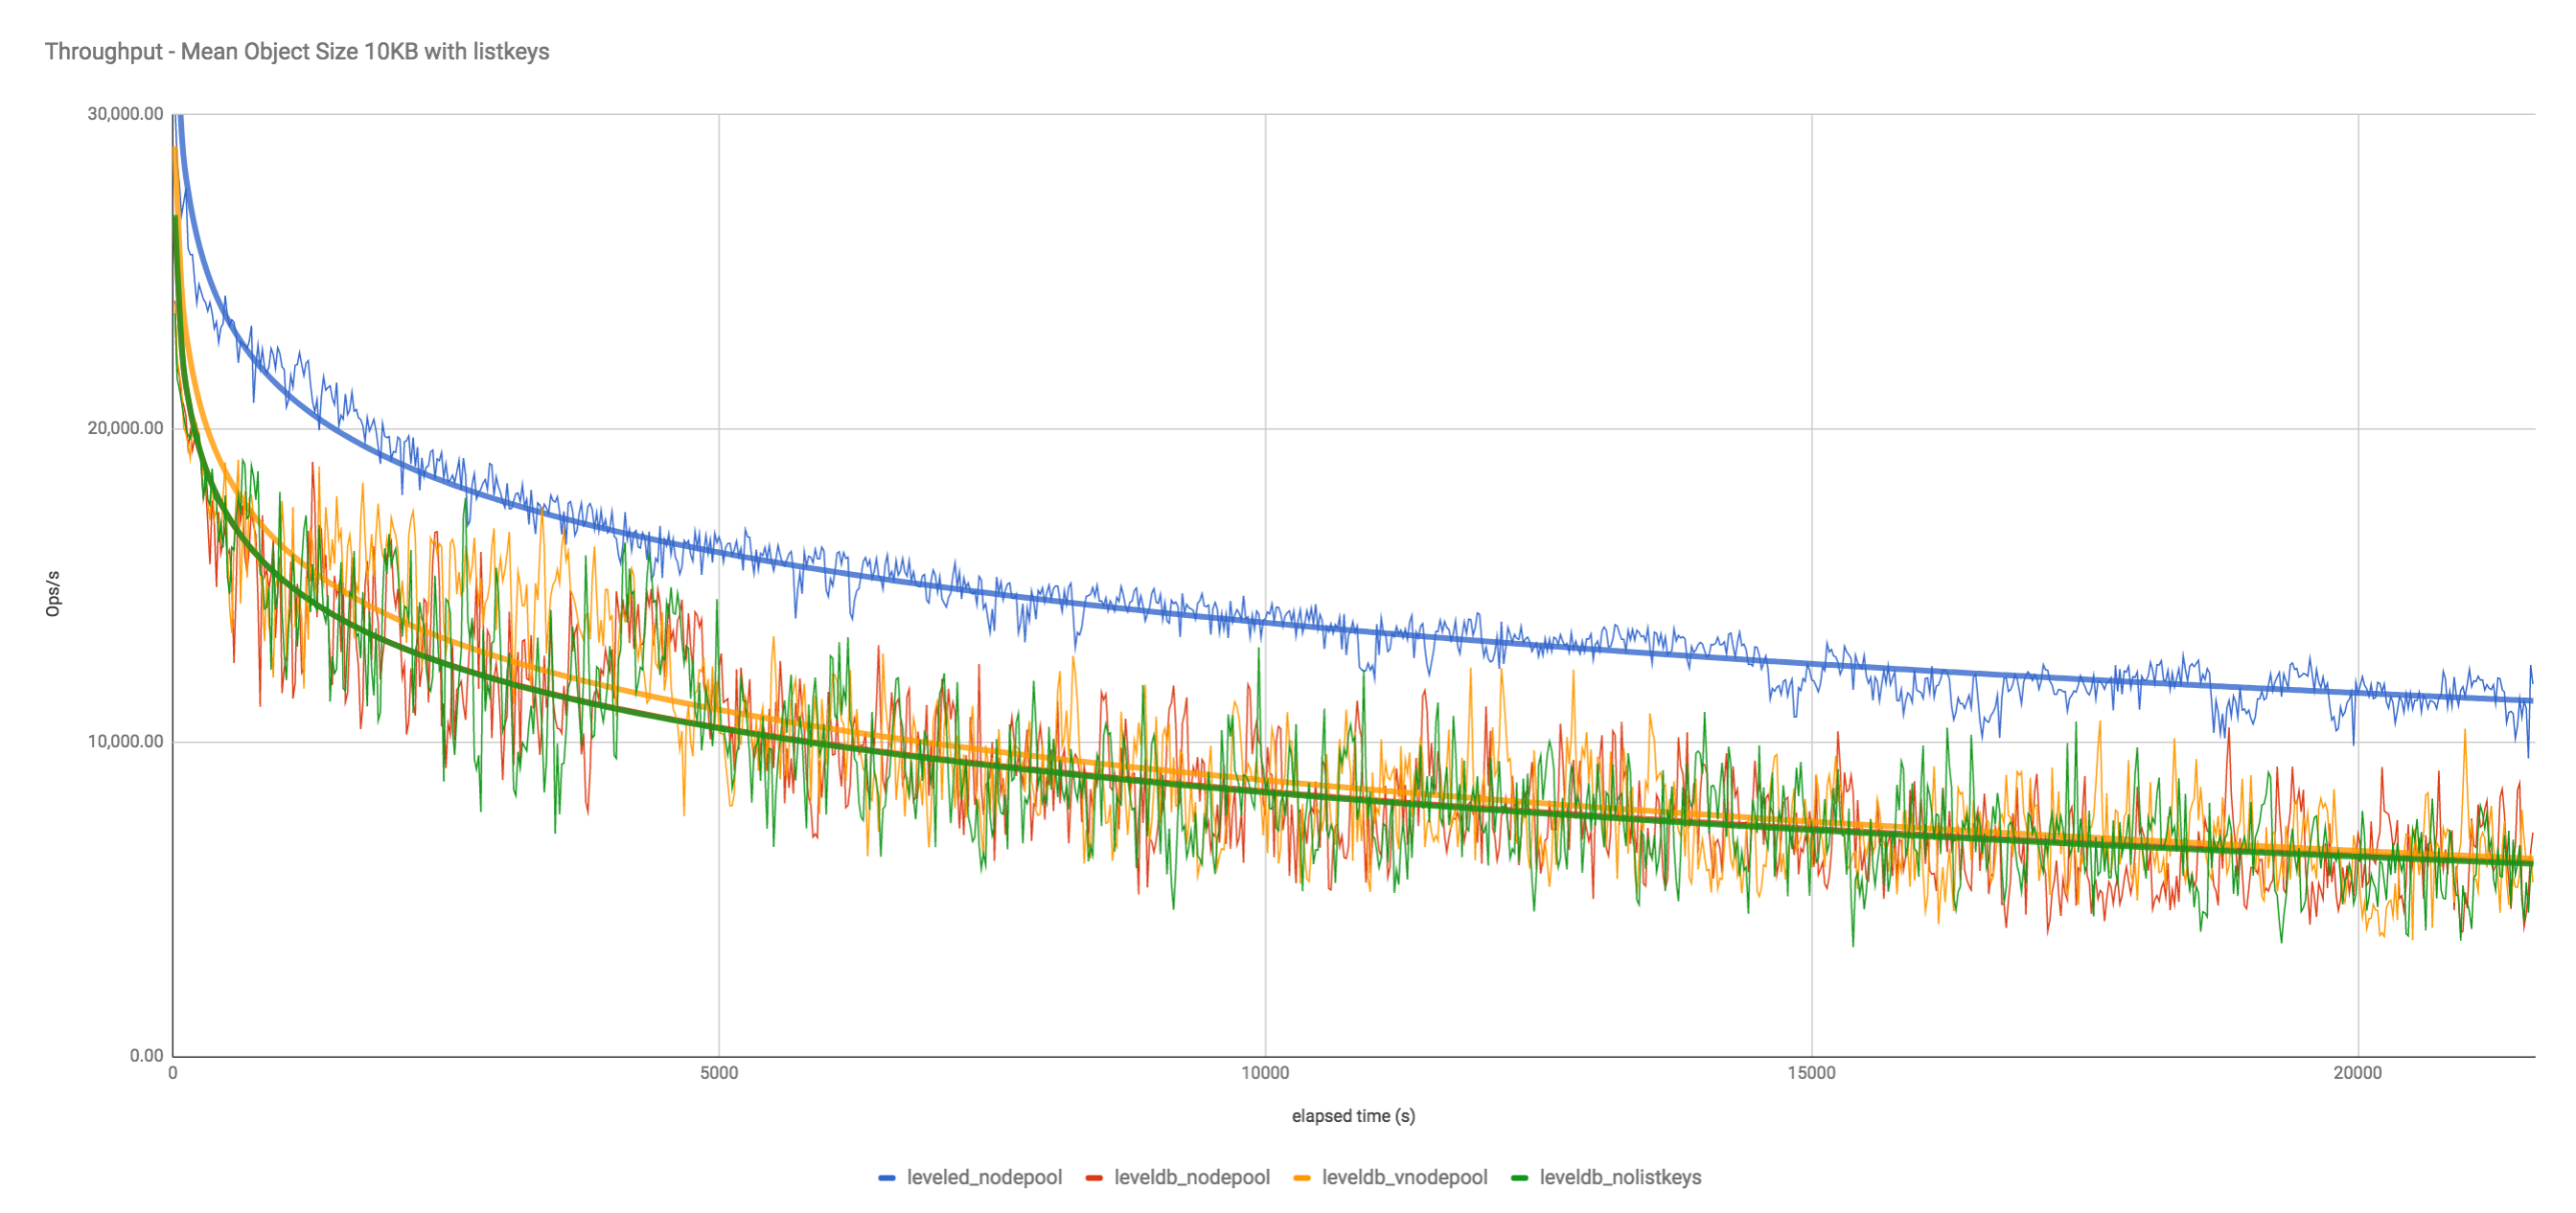 Throughput - Mean Object Size 10KB with listkeys
30,000.00
20,000.00
10,000.00
0.00
Ops/s
0 5000 10000 15000 20000
elapsed time (s)
leveled_nodepool leveldb_nodepool leveldb_vnodepool leveldb_nolistkeys